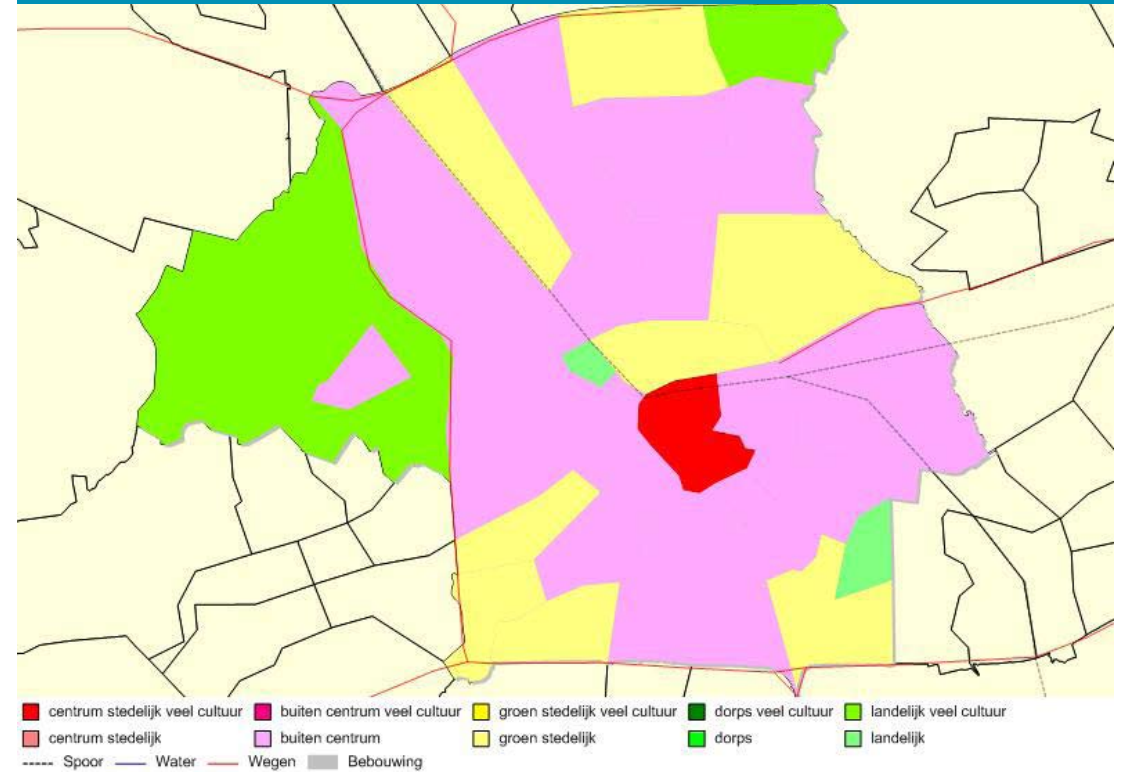 centrum stedelijk veel cultuur buiten centrum veel cultuur groen stedelijk veel cultuur dorps veel cultuur landelijk veel cultuur
centrum stedelijk buiten centrum groen stedelijk dorps landelijk
Spoor Water Wegen Bebouwing